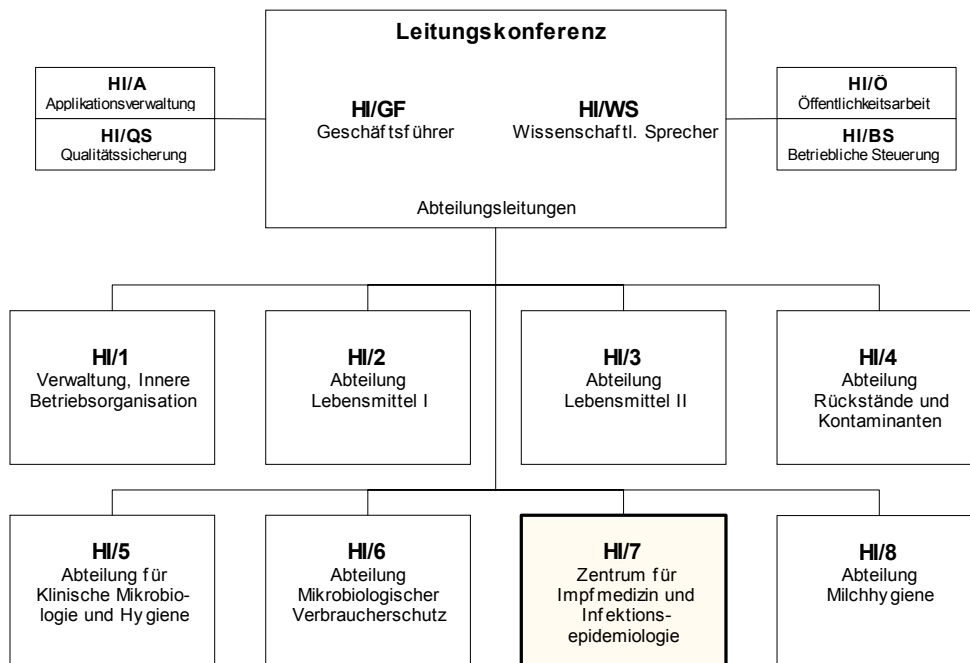 Leitungskonferenz
HI/A
Applikationsverwaltung
HI/QS
Qualitätssicherung
HI/GF
Geschäftsführer
HI/WS
Wissenschaftl. Sprecher
HI/Ö
Öffentlichkeitsarbeit
HI/BS
Betriebliche Steuerung
Abteilungsleitungen
HI/1
Verwaltung, Innere
Betriebsorganisation
HI/2
Abteilung
Lebensmittel I
HI/3
Abteilung
Lebensmittel II
HI/4
Abteilung
Rückstände und
Kontaminanten
HI/5
Abteilung für
Klinische Mikrobio-
logie und Hygiene
HI/6
Abteilung
Mikrobiologischer
Verbraucherschutz
HI/7
Zentrum für
Impfmedizin und
Infektions-
epidemiologie
HI/8
Abteilung
Milchhygiene